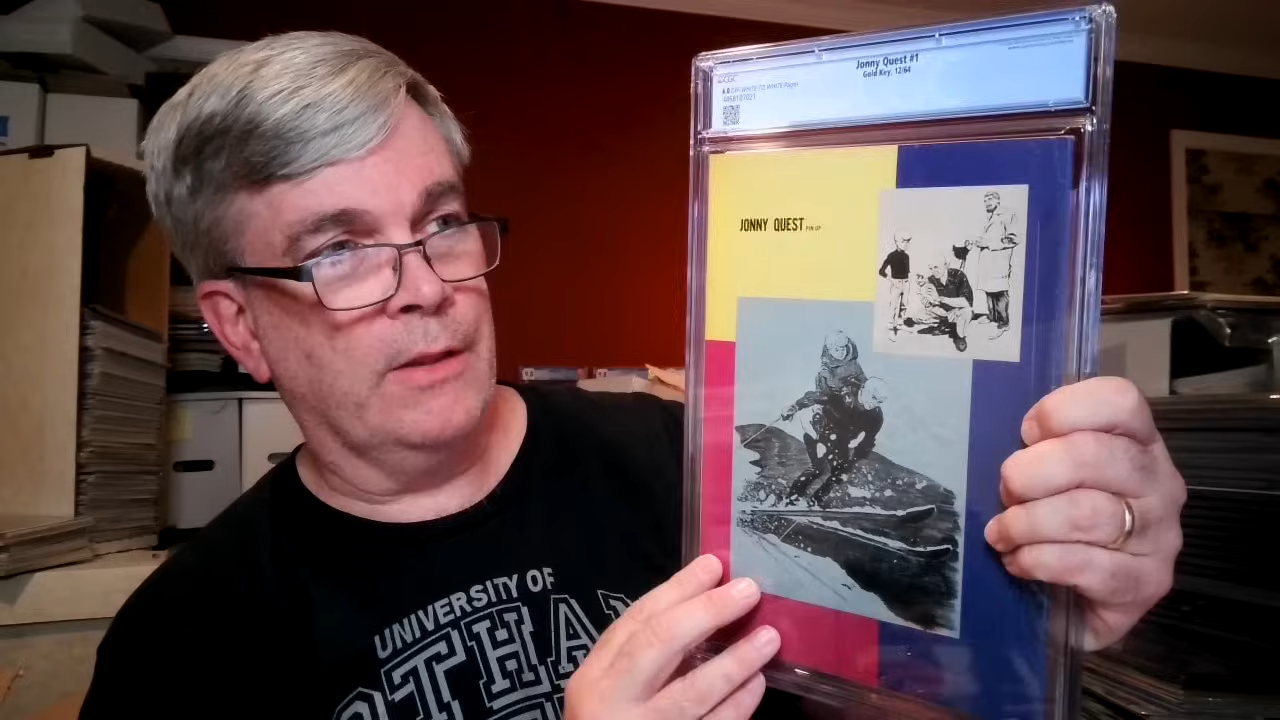 Jonny Quest #1
Gold Key, 12/64
6.0 OFF-WHITE TO WHITE Pages
JONNY QUEST PIN-UP
UNIVERSITY OF